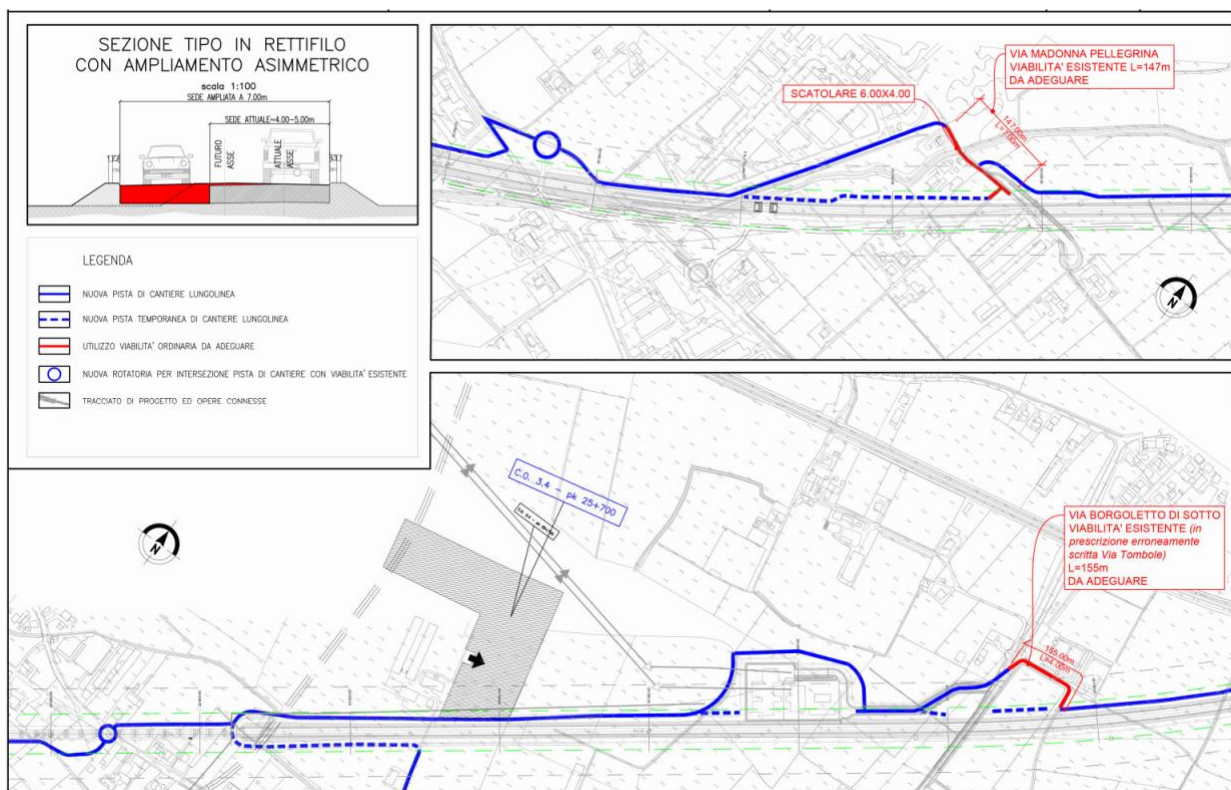 SEZIONE TIPO IN RETTIFILO
CON AMPLIAMENTO ASIMMETRICO
scala 1:100
SEDE AMPLIATA A 7.00m
SEDE ATTUALE~4.00-5.00m
FUTURO
ASSE
ATTUALE
ASSE
LEGENDA
NUOVA PISTA DI CANTIERE LUNGOLINEA
NUOVA PISTA TEMPORANEA DI CANTIERE LUNGOLINEA
UTILIZZO VIABILITA' ORDINARIA DA ADEGUARE
NUOVA ROTATORIA PER INTERSEZIONE PISTA DI CANTIERE CON VIABILITA' ESISTENTE
TRACCIATO DI PROGETTO ED OPERE CONNESSE
VIA MADONNA PELLEGRINA
VIABILITA' ESISTENTE L=147m
DA ADEGUARE
SCATOLARE 6.00X4.00
147.00m
N
C.O. 3.4 - pk 25+700
N
VIA BORGOLETTO DI SOTTO
VIABILITA' ESISTENTE (in
prescrizione erroneamente
scritta Via Tombole)
L=155m
DA ADEGUARE
155.00m
L=4.00m